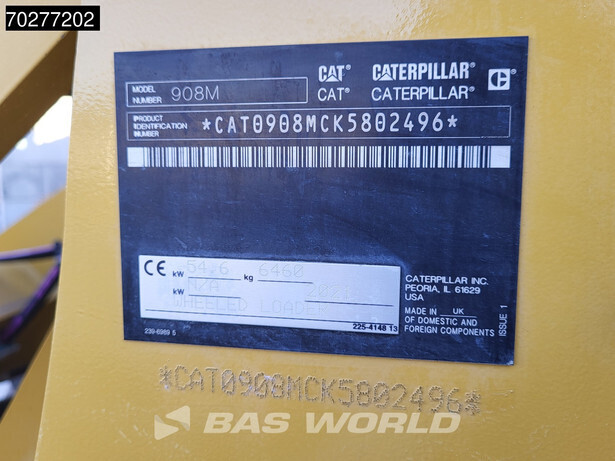 70277202
CAT® CATERPILLAR®
CAT® CATERPILLAR®
MODEL NUMBER 908M
PRODUCT IDENTIFICATION NUMBER *CAT0908MCK5802496*
CE kW 54.6 kg 6460
kW N/A
WHEELED LOADER
239-6989 5
225-4148 13
CATERPILLAR INC.
PEORIA, IL 61629
USA
MADE IN UK
OF DOMESTIC AND
FOREIGN COMPONENTS
ISSUE 1
*CAT0908MCK5802496*
BAS WORLD